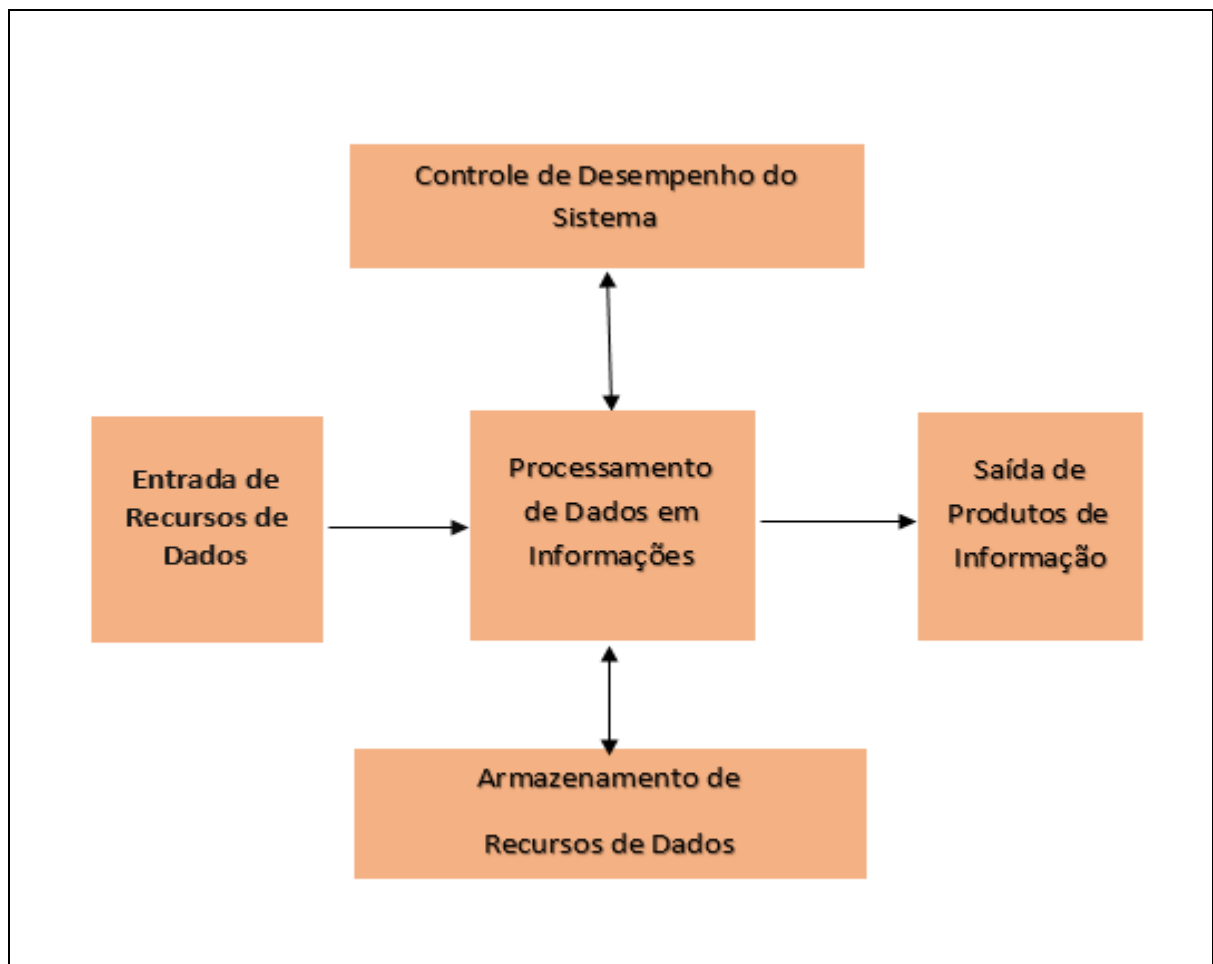 Controle de Desempenho do
Sistema
Entrada de
Recursos de
Dados
Processamento
de Dados em
Informações
Saída de
Produtos de
Informação
Armazenamento de
Recursos de Dados